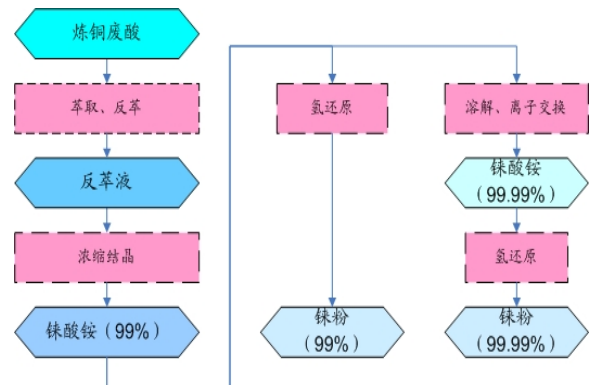 炼铜废酸
萃取、反萃
反萃液
浓缩结晶
铼酸铵（99%）
氢还原
铼粉
（99%）
溶解、离子交换
铼酸铵
（99.99%）
氢还原
铼粉
（99.99%）